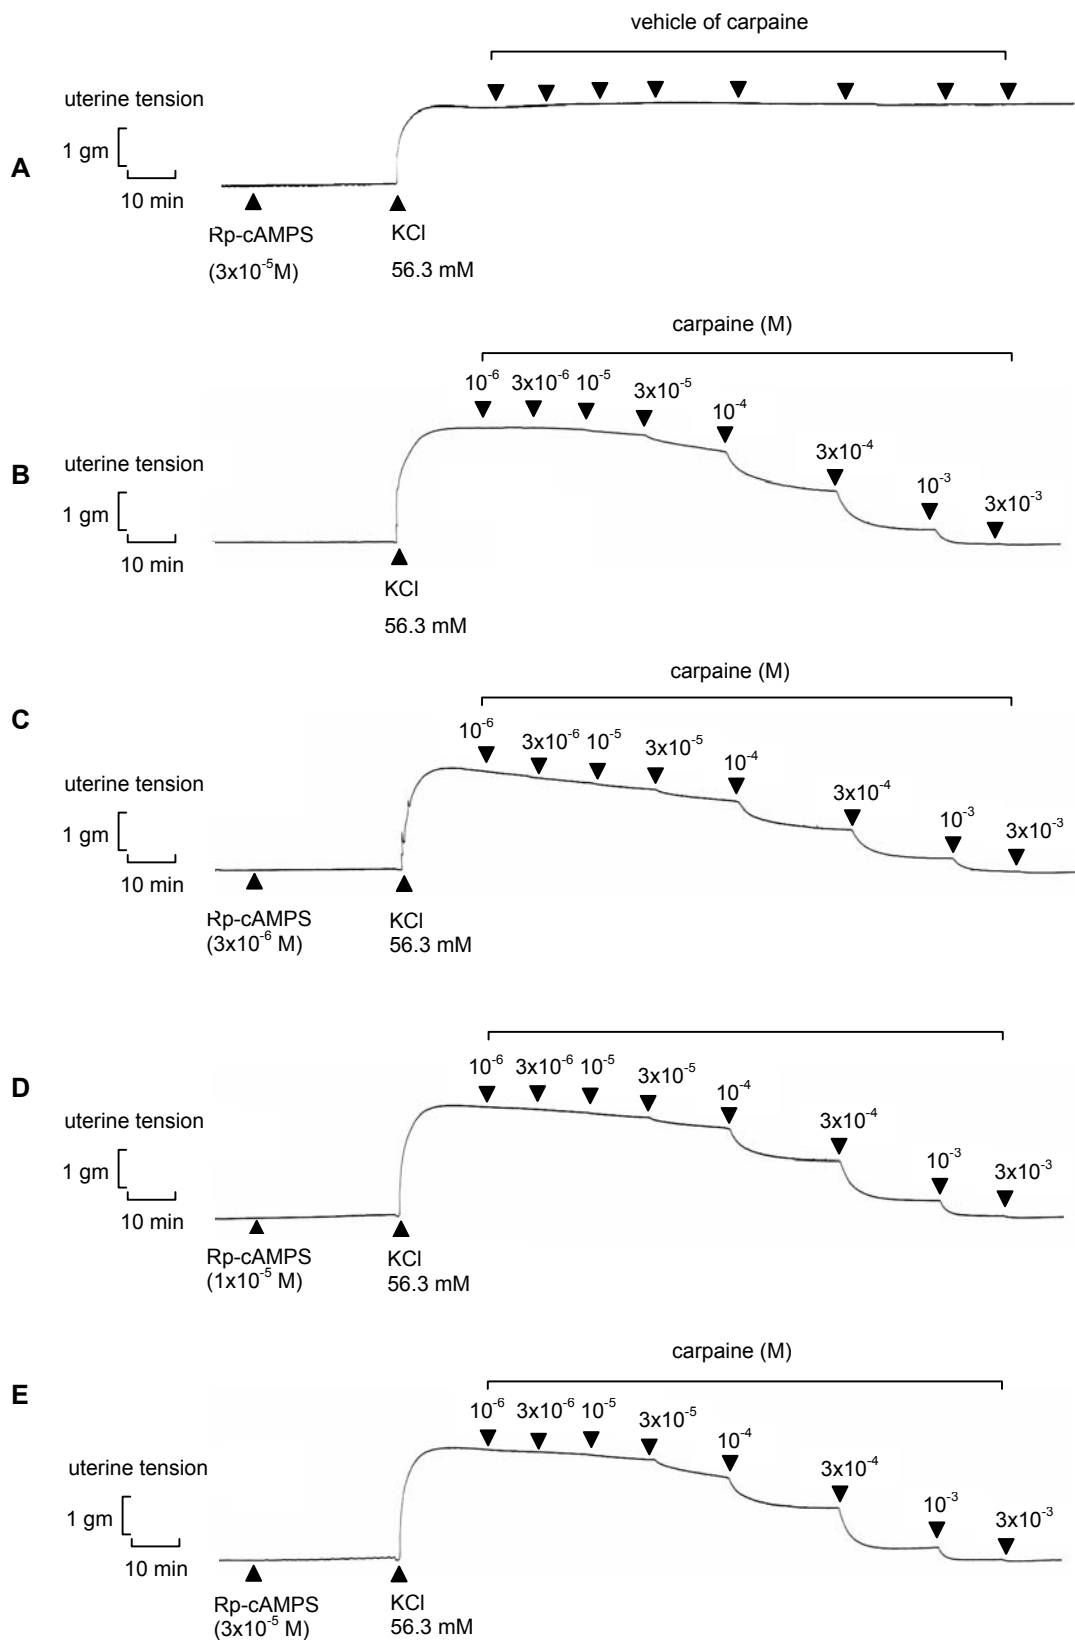 vehicle of carpaine
uterine tension
1 gm
A
10 min
Rp-cAMPS
(3x10⁻⁵M)
KCl
56.3 mM
carpaine (M)
10⁻⁶ 3x10⁻⁶ 10⁻⁵ 3x10⁻⁵ 10⁻⁴ 3x10⁻⁴ 10⁻³ 3x10⁻³
uterine tension
B
1 gm
10 min
KCl
56.3 mM
carpaine (M)
C
10⁻⁶ 3x10⁻⁶ 10⁻⁵ 3x10⁻⁵ 10⁻⁴ 3x10⁻⁴ 10⁻³ 3x10⁻³
uterine tension
1 gm
10 min
Rp-cAMPS
(3x10⁻⁶ M)
KCl
56.3 mM
D
10⁻⁶ 3x10⁻⁶ 10⁻⁵ 3x10⁻⁵ 10⁻⁴ 3x10⁻⁴ 10⁻³ 3x10⁻³
uterine tension
1 gm
10 min
Rp-cAMPS
(1x10⁻⁵ M)
KCl
56.3 mM
carpaine (M)
E
10⁻⁶ 3x10⁻⁶ 10⁻⁵ 3x10⁻⁵ 10⁻⁴ 3x10⁻⁴ 10⁻³ 3x10⁻³
uterine tension
1 gm
10 min
Rp-cAMPS
(3x10⁻⁵ M)
KCl
56.3 mM